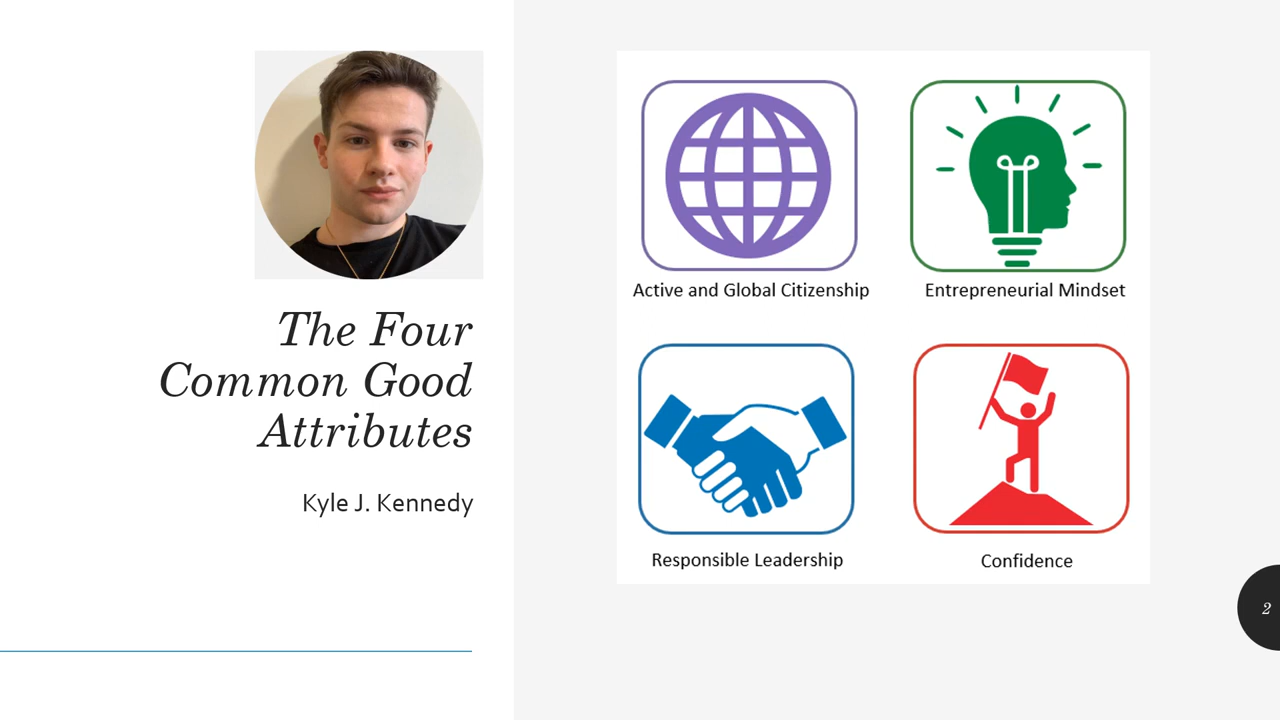 The Four
Common Good
Attributes
Kyle J. Kennedy
Active and Global Citizenship
Entrepreneurial Mindset
Responsible Leadership
Confidence
2